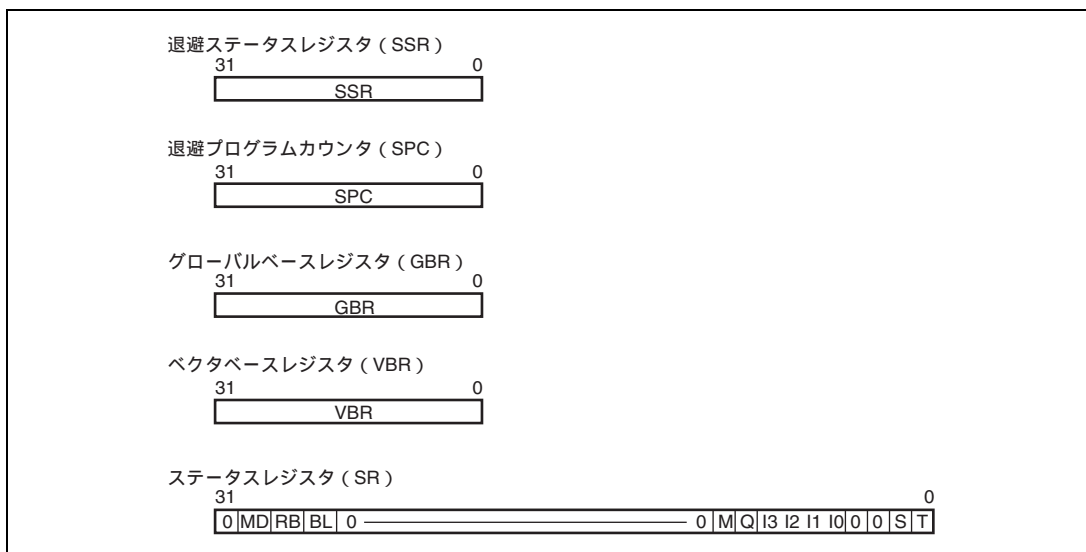 退避ステータスレジスタ（SSR）
31 0
SSR
退避プログラムカウンタ（SPC）
31 0
SPC
グローバルベースレジスタ（GBR）
31 0
GBR
ベクタベースレジスタ（VBR）
31 0
VBR
ステータスレジスタ（SR）
31 0
0 MD RB BL 0 0 M Q I3 I2 I1 I0 0 0 S T